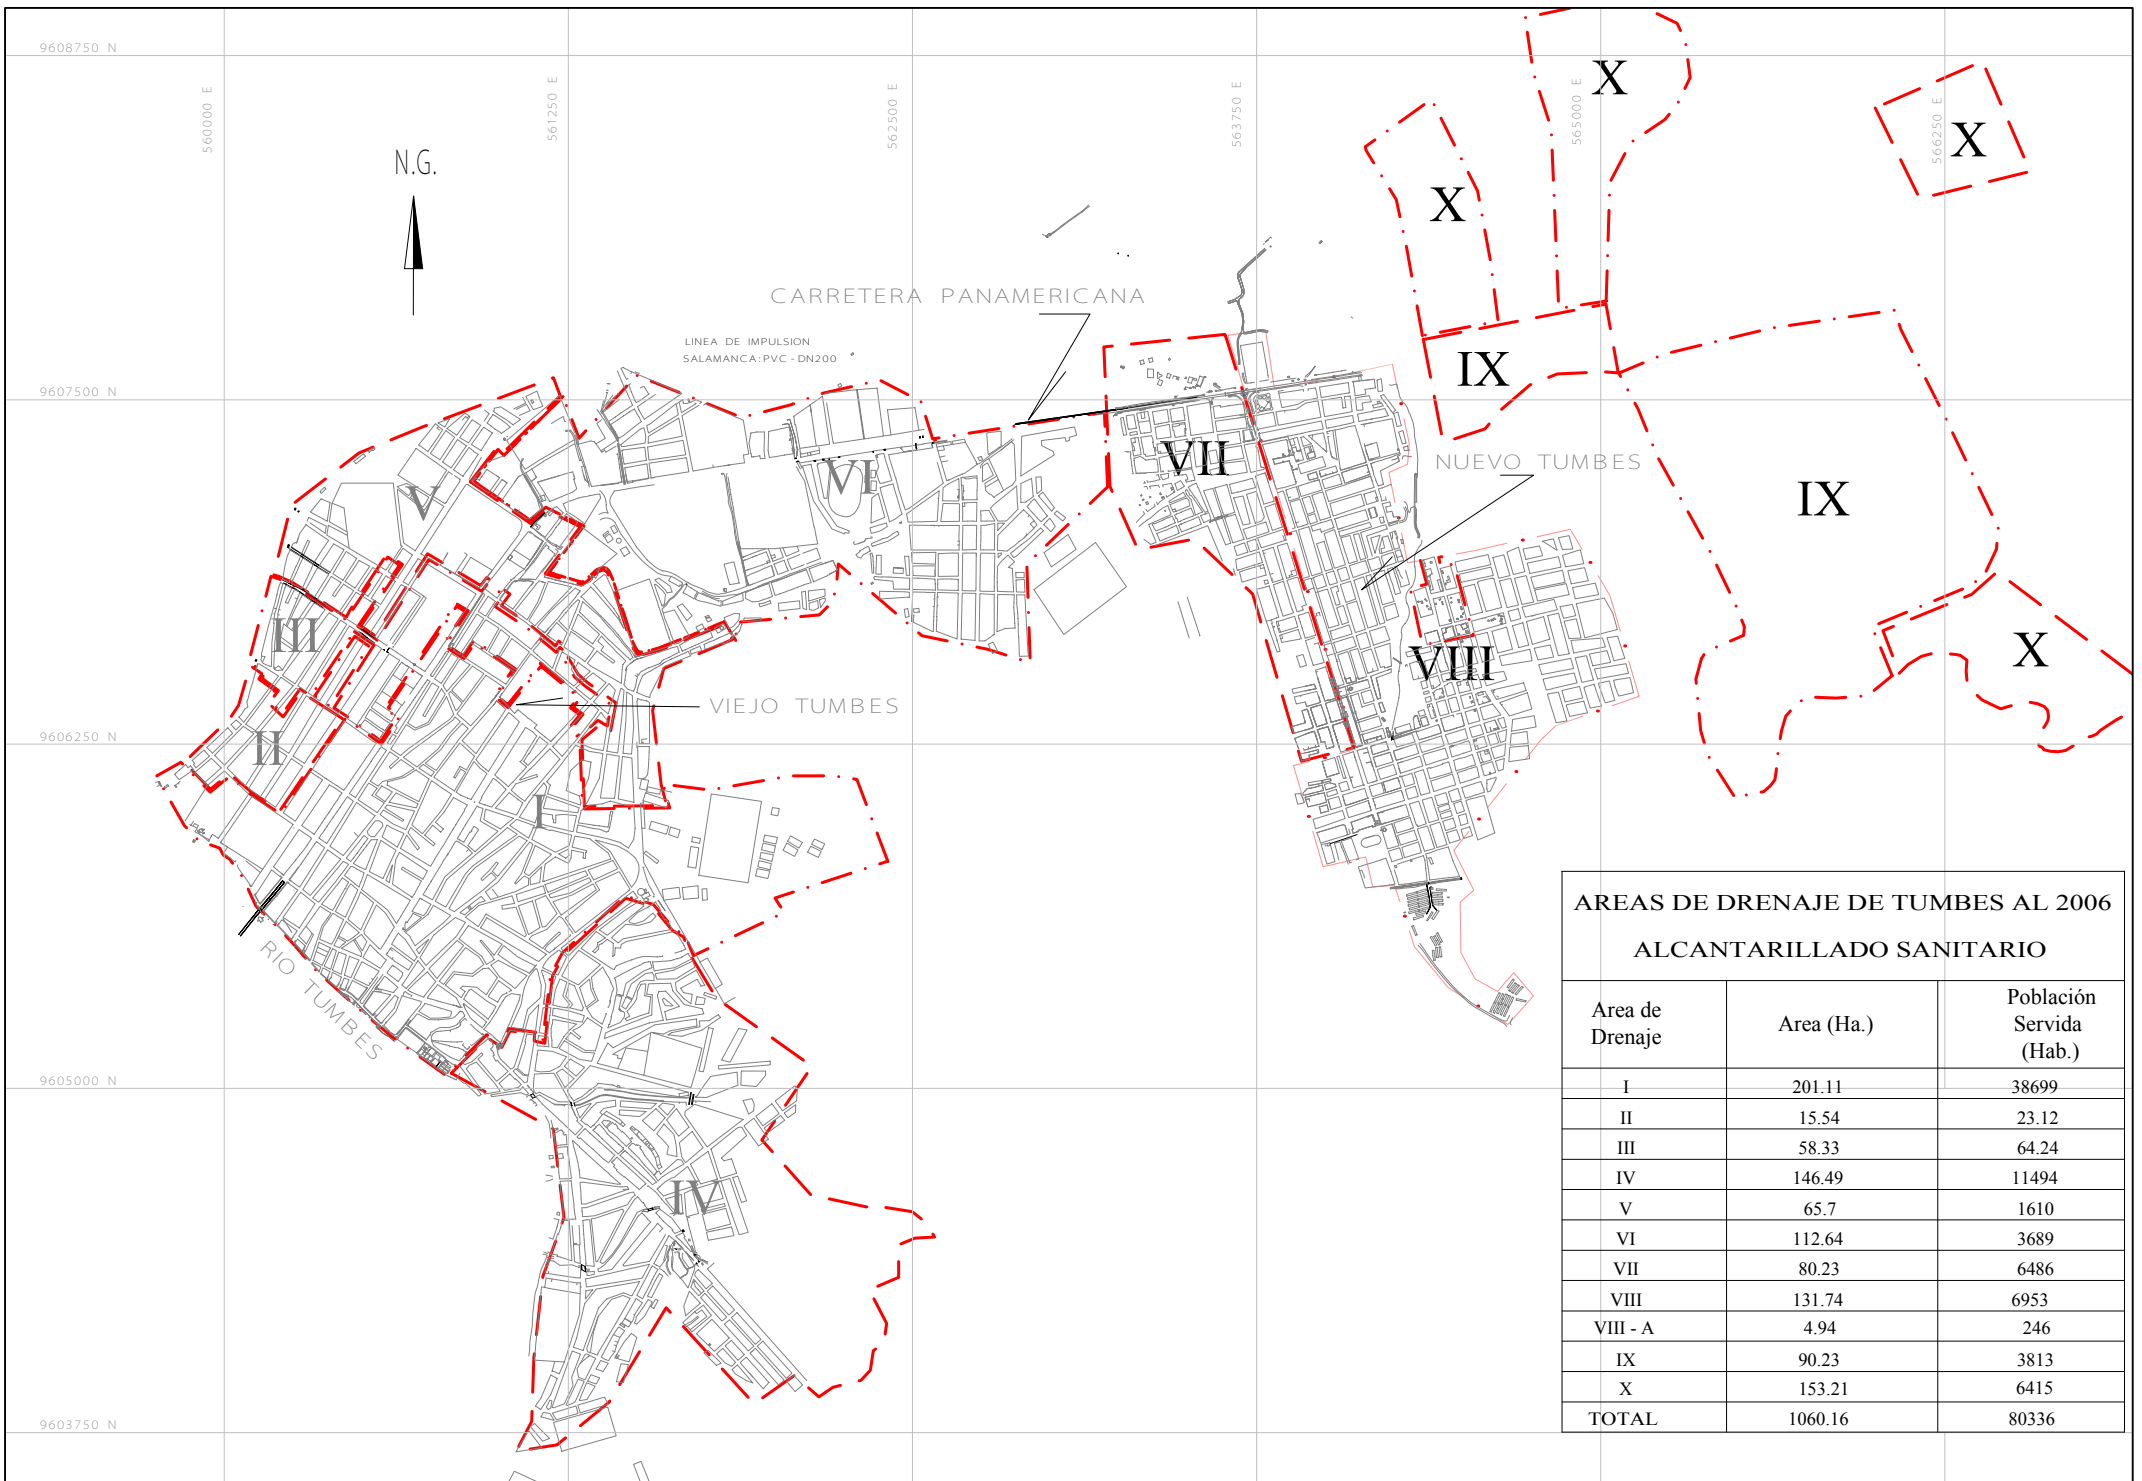 9608750 N
9607500 N
9606250 N
9605000 N
9603750 N
560000 E
561250 E
562500 E
563750 E
565000 E
566250 E
N.G.
CARRETERA PANAMERICANA
LINEA DE IMPULSION
SALAMANCA: PVC - DN200
NUEVO TUMBES
VIEJO TUMBES
RIO TUMBES
X
X
X
IX
IX
X
VII
VI
V
III
II
I
VIII
IV
AREAS DE DRENAJE DE TUMBES AL 2006
ALCANTARILLADO SANITARIO
Area de Drenaje Area (Ha.) Población Servida (Hab.)
I 201.11 38699
II 15.54 23.12
III 58.33 64.24
IV 146.49 11494
V 65.7 1610
VI 112.64 3689
VII 80.23 6486
VIII 131.74 6953
VIII - A 4.94 246
IX 90.23 3813
X 153.21 6415
TOTAL 1060.16 80336